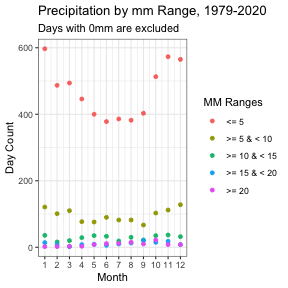 Precipitation by mm Range, 1979-2020
Days with 0mm are excluded
600
400
200
0
Day Count
1 2 3 4 5 6 7 8 9 10 11 12
Month
MM Ranges
<= 5
>= 5 & < 10
>= 10 & < 15
>= 15 & < 20
>= 20